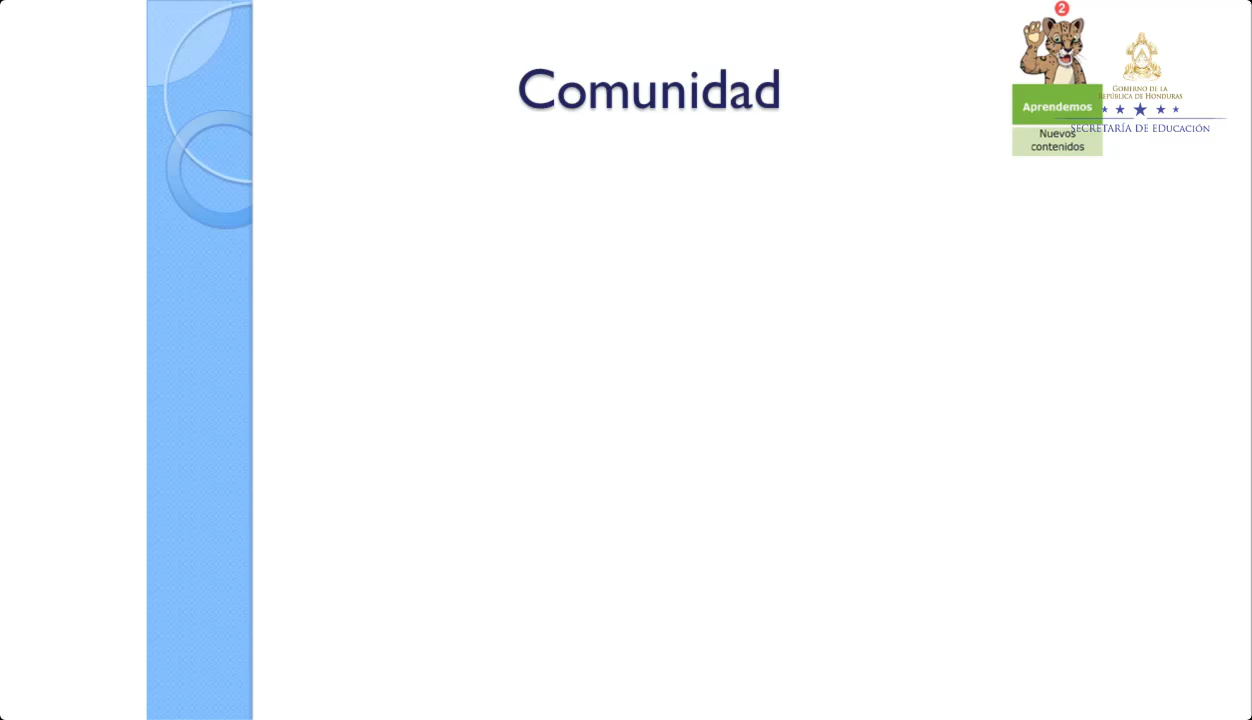 Comunidad
2
Aprendemos
Nuevos
contenidos
GOBIERNO DE LA
REPÚBLICA DE HONDURAS
SECRETARÍA DE EDUCACIÓN